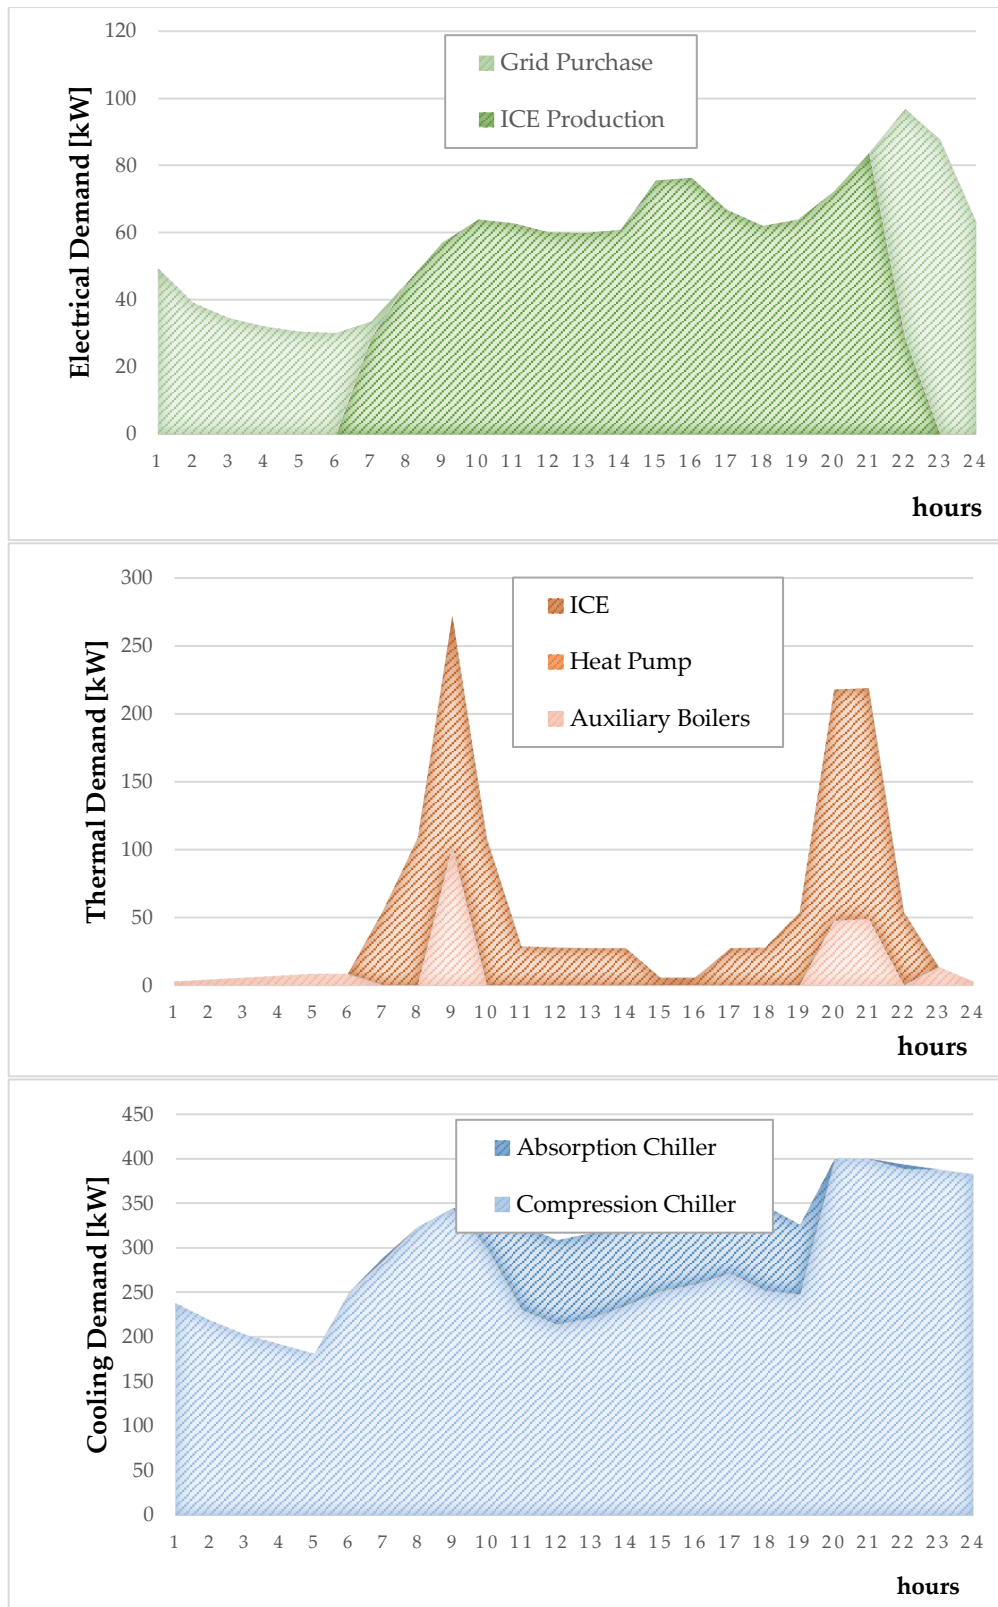 120
100
80
60
40
20
0
Electrical Demand [kW]
Grid Purchase
ICE Production
1 2 3 4 5 6 7 8 9 10 11 12 13 14 15 16 17 18 19 20 21 22 23 24
hours
300
250
200
150
100
50
0
Thermal Demand [kW]
ICE
Heat Pump
Auxiliary Boilers
1 2 3 4 5 6 7 8 9 10 11 12 13 14 15 16 17 18 19 20 21 22 23 24
hours
450
400
350
300
250
200
150
100
50
0
Cooling Demand [kW]
Absorption Chiller
Compression Chiller
1 2 3 4 5 6 7 8 9 10 11 12 13 14 15 16 17 18 19 20 21 22 23 24
hours